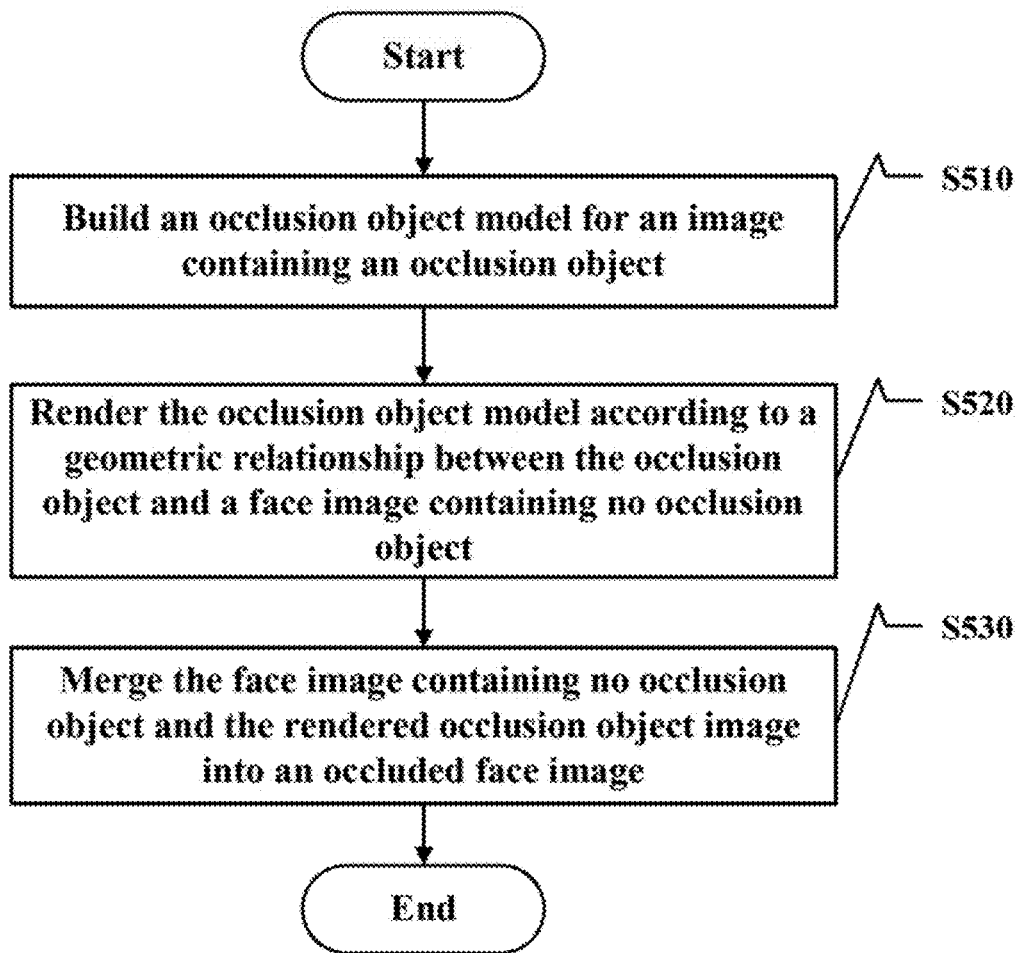 Start
S510
Build an occlusion object model for an image
containing an occlusion object
S520
Render the occlusion object model according to a
geometric relationship between the occlusion
object and a face image containing no occlusion
object
S530
Merge the face image containing no occlusion
object and the rendered occlusion object image
into an occluded face image
End